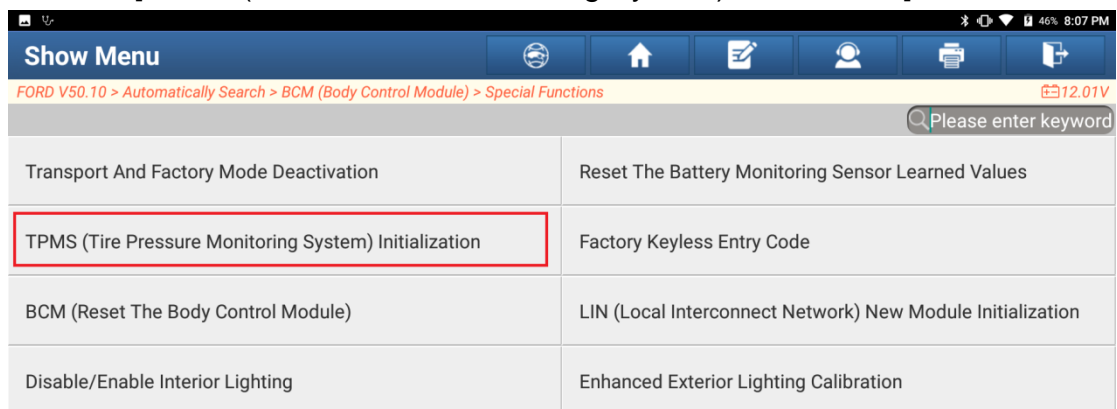 46% 8:07 PM
Show Menu
FORD V50.10 > Automatically Search > BCM (Body Control Module) > Special Functions
12.01V
Please enter keyword
Transport And Factory Mode Deactivation
Reset The Battery Monitoring Sensor Learned Values
TPMS (Tire Pressure Monitoring System) Initialization
Factory Keyless Entry Code
BCM (Reset The Body Control Module)
LIN (Local Interconnect Network) New Module Initialization
Disable/Enable Interior Lighting
Enhanced Exterior Lighting Calibration